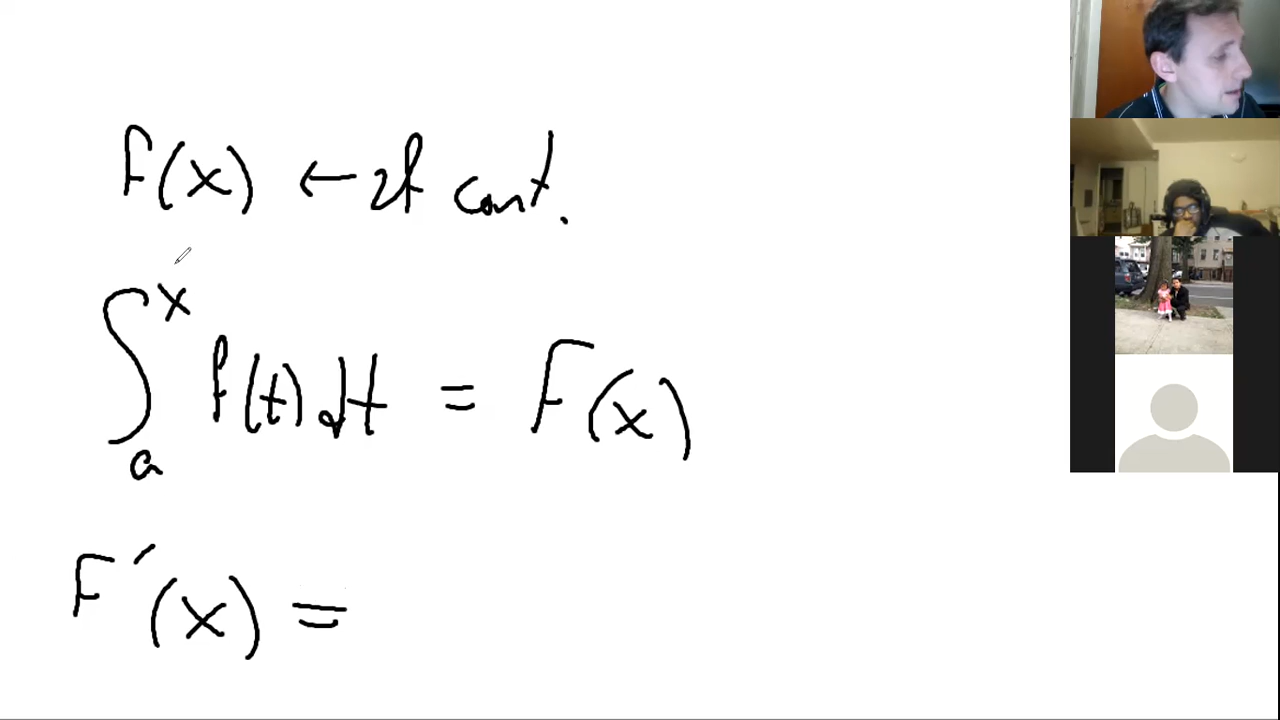 f(x) ← If cont.
∫ₐˣ f(t) dt = F(x)
F′(x) =